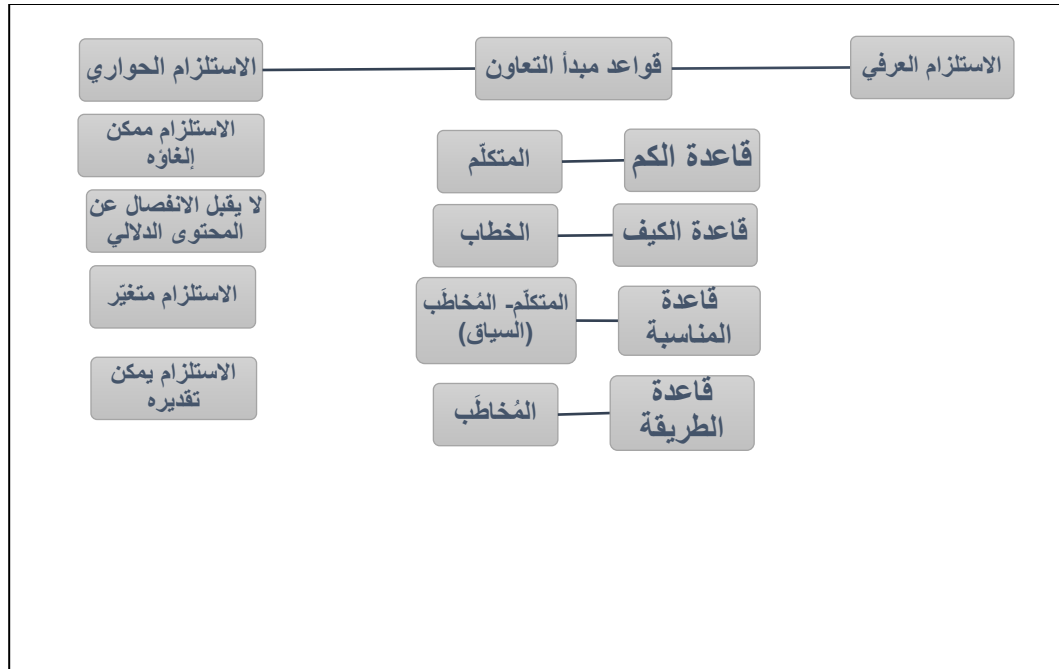 الاستلزام العرفي
قواعد مبدأ التعاون
الاستلزام الحواري
قاعدة الكم
المتكلّم
قاعدة الكيف
الخطاب
قاعدة
المناسبة
المتكلّم- المُخاطَب
(السياق)
قاعدة
الطريقة
المُخاطَب
الاستلزام ممكن
إلغاؤه
لا يقبل الانفصال عن
المحتوى الدلالي
الاستلزام متغيّر
الاستلزام يمكن
تقديره